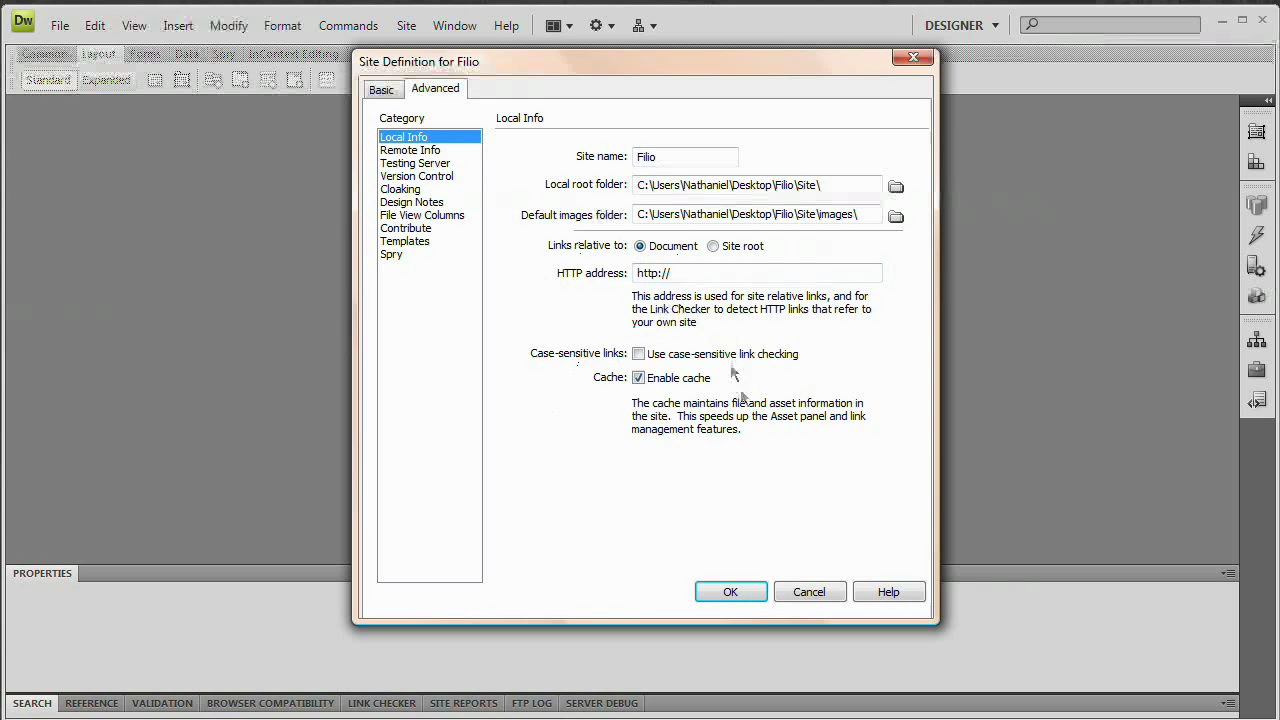 Dw File Edit View Insert Modify Format Commands Site Window Help DESIGNER
Layout
Standard Expanded
Site Definition for Filio
Basic Advanced
Category
Local Info
Remote Info
Testing Server
Version Control
Cloaking
Design Notes
File View Columns
Contribute
Templates
Spry
Local Info
Site name: Filio
Local root folder: C:\Users\Nathaniel\Desktop\Filio\Site\
Default images folder: C:\Users\Nathaniel\Desktop\Filio\Site\images\
Links relative to: Document Site root
HTTP address: http://
This address is used for site relative links, and for
the Link Checker to detect HTTP links that refer to
your own site
Case-sensitive links: Use case-sensitive link checking
Cache: Enable cache
The cache maintains file and asset information in
the site. This speeds up the Asset panel and link
management features.
OK Cancel Help
PROPERTIES
SEARCH REFERENCE VALIDATION BROWSER COMPATIBILITY LINK CHECKER SITE REPORTS FTP LOG SERVER DEBUG